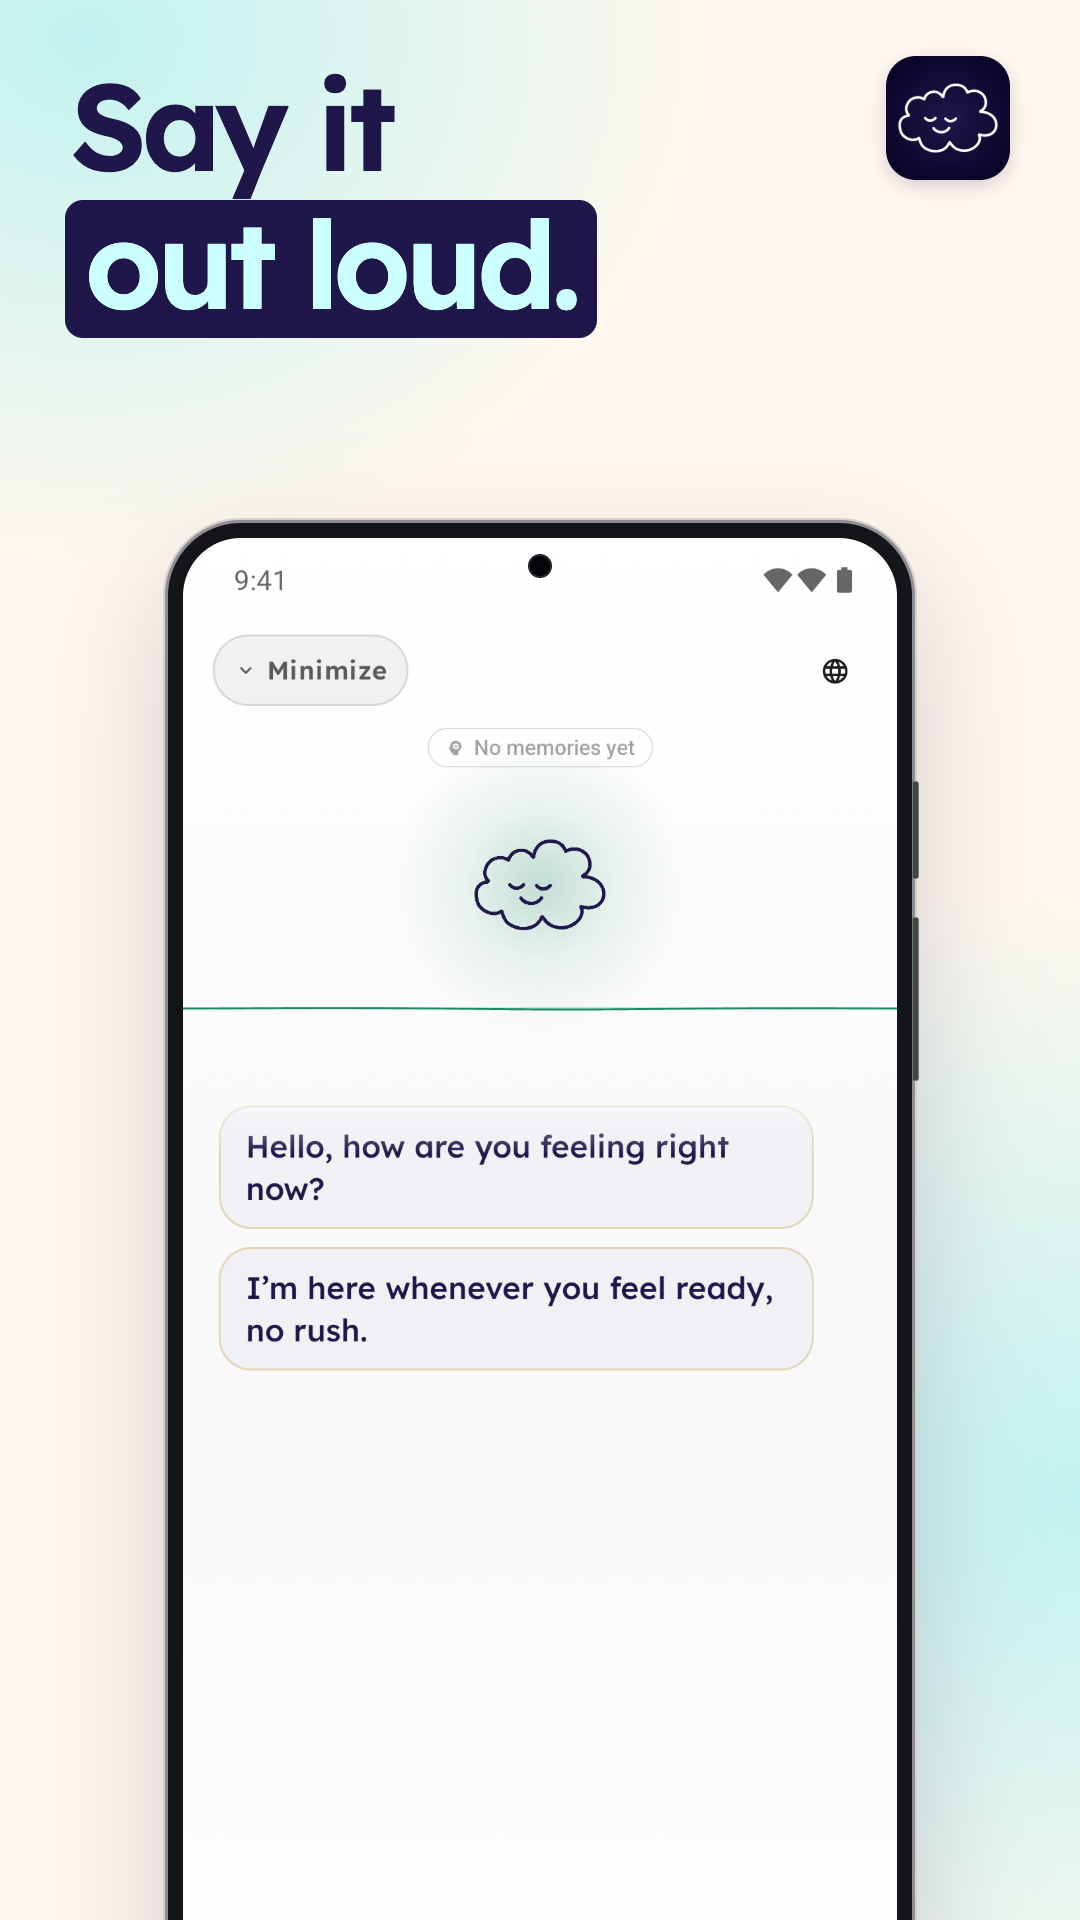 Say it
out loud.
9:41
Minimize
No memories yet
Hello, how are you feeling right
now?
I’m here whenever you feel ready,
no rush.